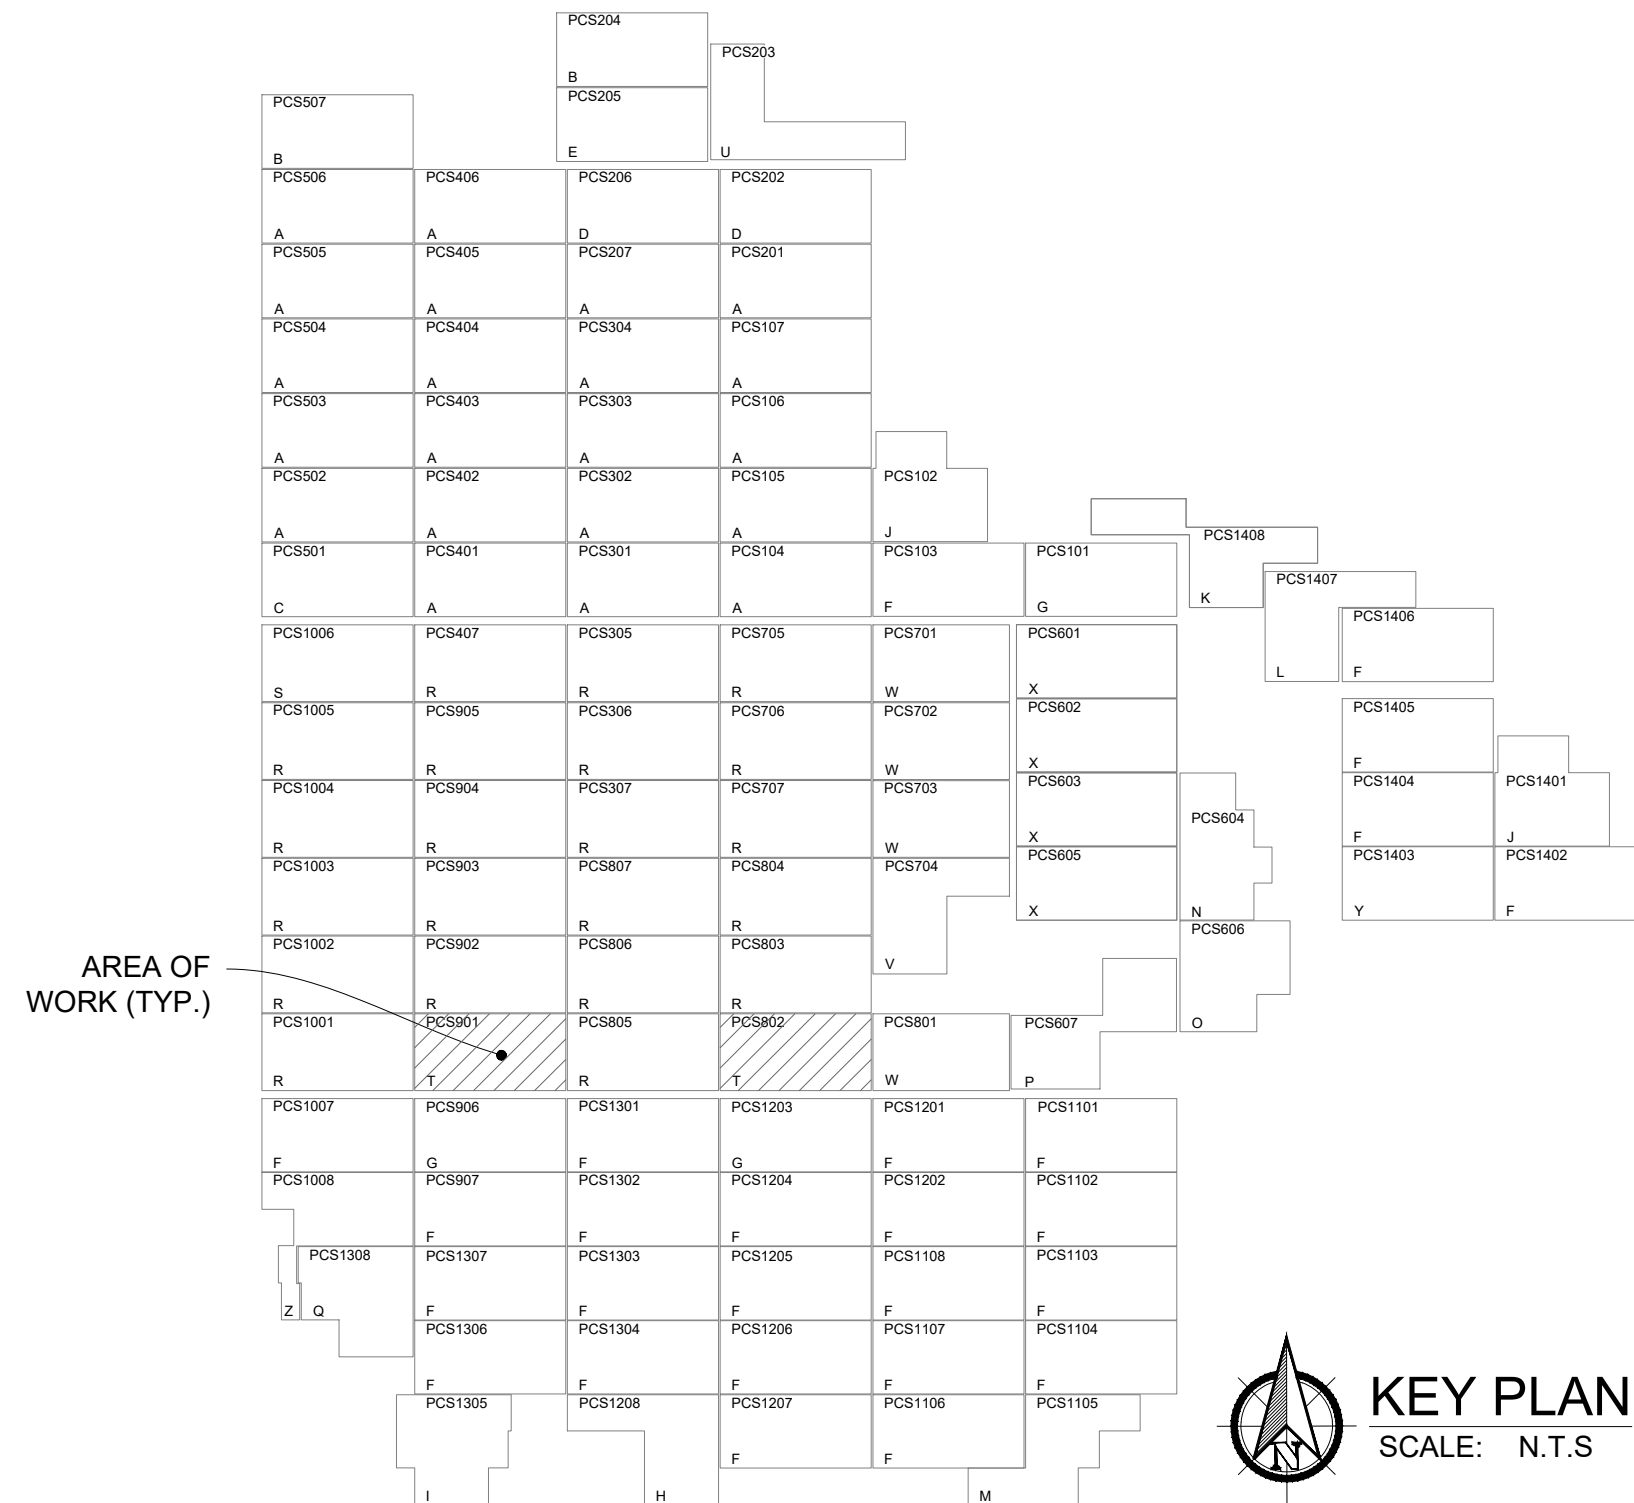 PCS204
B
PCS203
U
PCS205
E
PCS507
B
PCS506 PCS406 PCS206 PCS202
A A D D
PCS505 PCS405 PCS207 PCS201
A A A A
PCS504 PCS404 PCS304 PCS107
A A A A
PCS503 PCS403 PCS303 PCS106
A A A A
PCS502 PCS402 PCS302 PCS105 PCS102
A A A A J
PCS501 PCS401 PCS301 PCS104 PCS103 PCS101
C A A A F G
PCS1408
K
PCS1407
L
PCS1406
F
PCS1006 PCS407 PCS305 PCS705 PCS701 PCS601
S R R R W X
PCS1005 PCS905 PCS306 PCS706 PCS702 PCS602 PCS1405
R R R R W X F
PCS1004 PCS904 PCS307 PCS707 PCS703 PCS603 PCS1404 PCS1401
R R R R W X F J
PCS604
N
PCS1003 PCS903 PCS807 PCS804 PCS704 PCS605 PCS1403 PCS1402
R R R R V X Y F
PCS606
O
PCS1002 PCS902 PCS806 PCS803
R R R R
AREA OF
WORK (TYP.)
PCS1001 PCS901 PCS805 PCS802 PCS801 PCS607
R T R T W P
PCS1007 PCS906 PCS1301 PCS1203 PCS1201 PCS1101
F G F G F F
PCS1008 PCS907 PCS1302 PCS1204 PCS1202 PCS1102
F F F F F
PCS1308 PCS1307 PCS1303 PCS1205 PCS1108 PCS1103
Z Q F F F F F
PCS1306 PCS1304 PCS1206 PCS1107 PCS1104
F F F F F
PCS1305 PCS1208 PCS1207 PCS1106 PCS1105
F F
I H M
N
KEY PLAN
SCALE: N.T.S